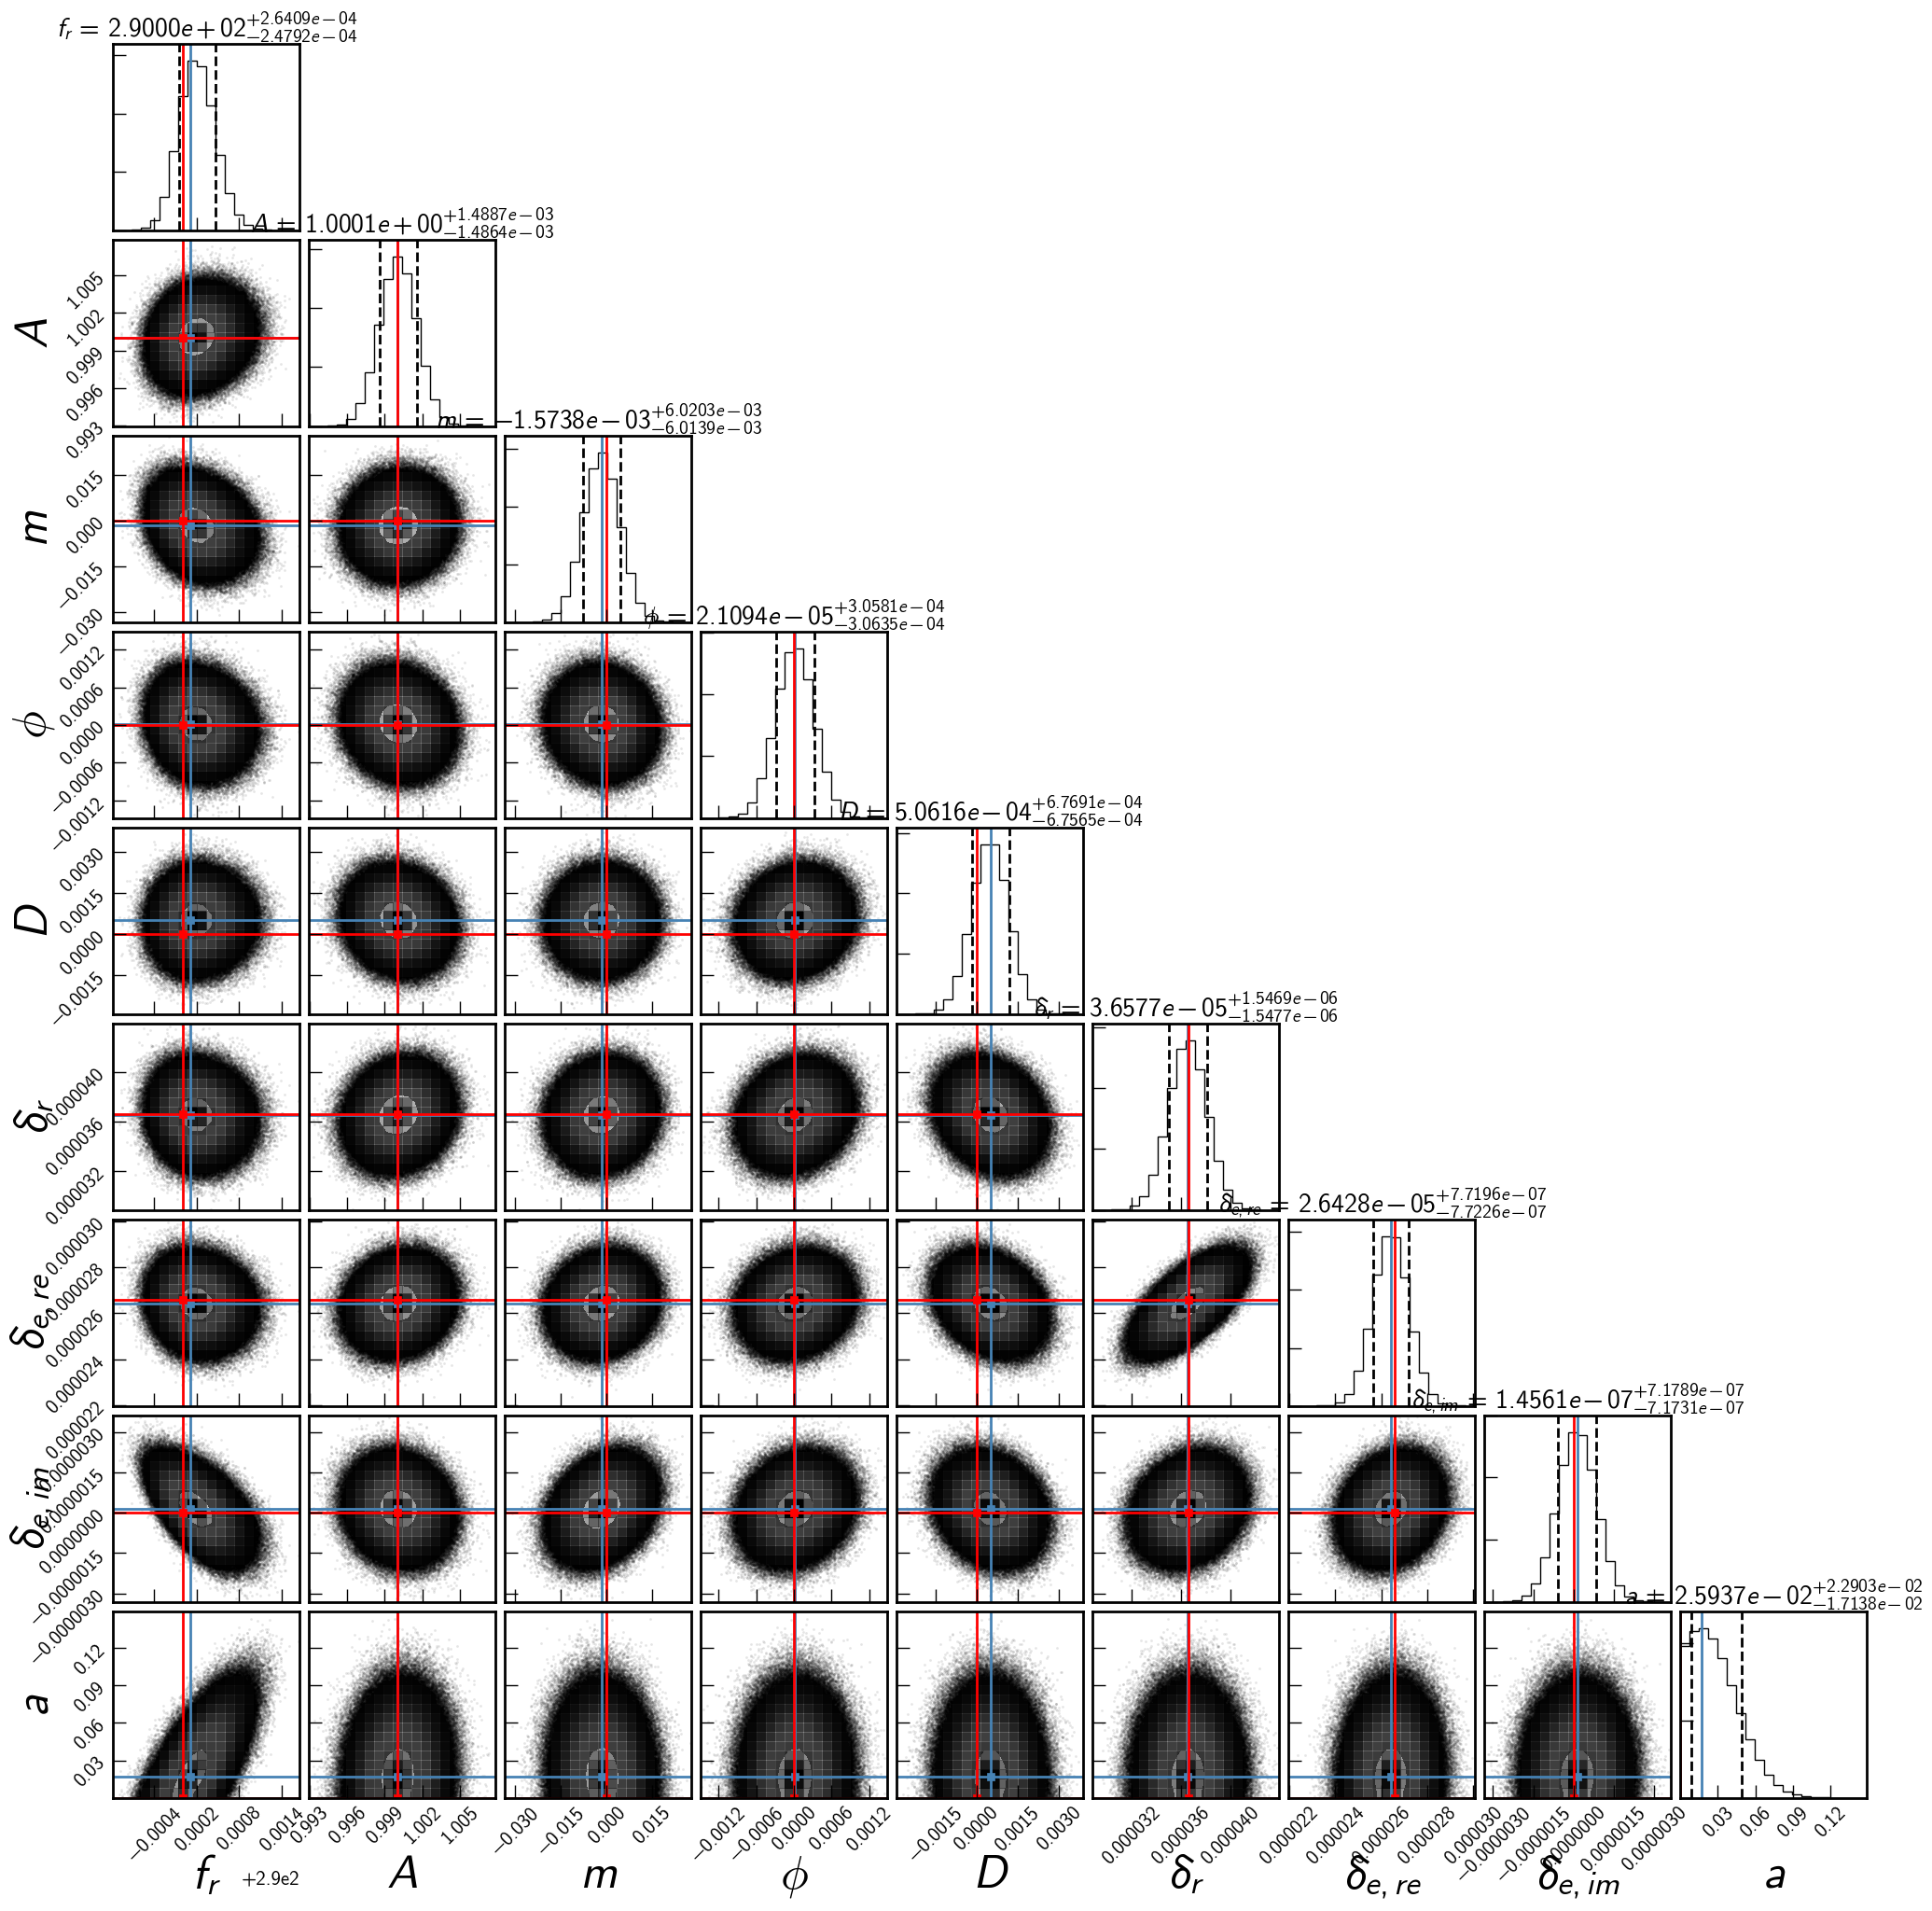 f_r = 2.9000e+02^{+2.6409e−04}_{−2.4792e−04}
A = 1.0001e+00^{+1.4887e−03}_{−1.4864e−03}
m = −1.5738e−03^{+6.0203e−03}_{−6.0139e−03}
ϕ = 2.1094e−05^{+3.0581e−04}_{−3.0635e−04}
D = 5.0616e−04^{+6.7691e−04}_{−6.7565e−04}
δ_r = 3.6577e−05^{+1.5469e−06}_{−1.5477e−06}
δ_{e, re} = 2.6428e−05^{+7.7196e−07}_{−7.7226e−07}
δ_{e, im} = 1.4561e−07^{+7.1789e−07}_{−7.1731e−07}
a = 2.5937e−02^{+2.2903e−02}_{−1.7138e−02}
A
1.005
1.002
0.999
0.996
0.993
m
0.015
0.000
−0.015
−0.030
ϕ
0.0012
0.0006
0.0000
−0.0006
−0.0012
D
0.0030
0.0015
0.0000
−0.0015
δ_r
0.000040
0.000036
0.000032
δ_{e, re}
0.000030
0.000028
0.000026
0.000024
0.000022
δ_{e, im}
0.0000030
0.0000015
0.0000000
−0.0000015
−0.0000030
a
0.12
0.09
0.06
0.03
−0.0004 0.0002 0.0008 0.0014
0.993 0.996 0.999 1.002 1.005
−0.030 −0.015 0.000 0.015
−0.0012 −0.0006 0.0000 0.0006 0.0012
−0.0015 0.0000 0.0015 0.0030
0.000032 0.000036 0.000040
0.000022 0.000024 0.000026 0.000028 0.000030
−0.0000030 −0.0000015 0.0000000 0.0000015 0.0000030
0.03 0.06 0.09 0.12
+2.9e2
f_r A m ϕ D δ_r δ_{e, re} δ_{e, im} a